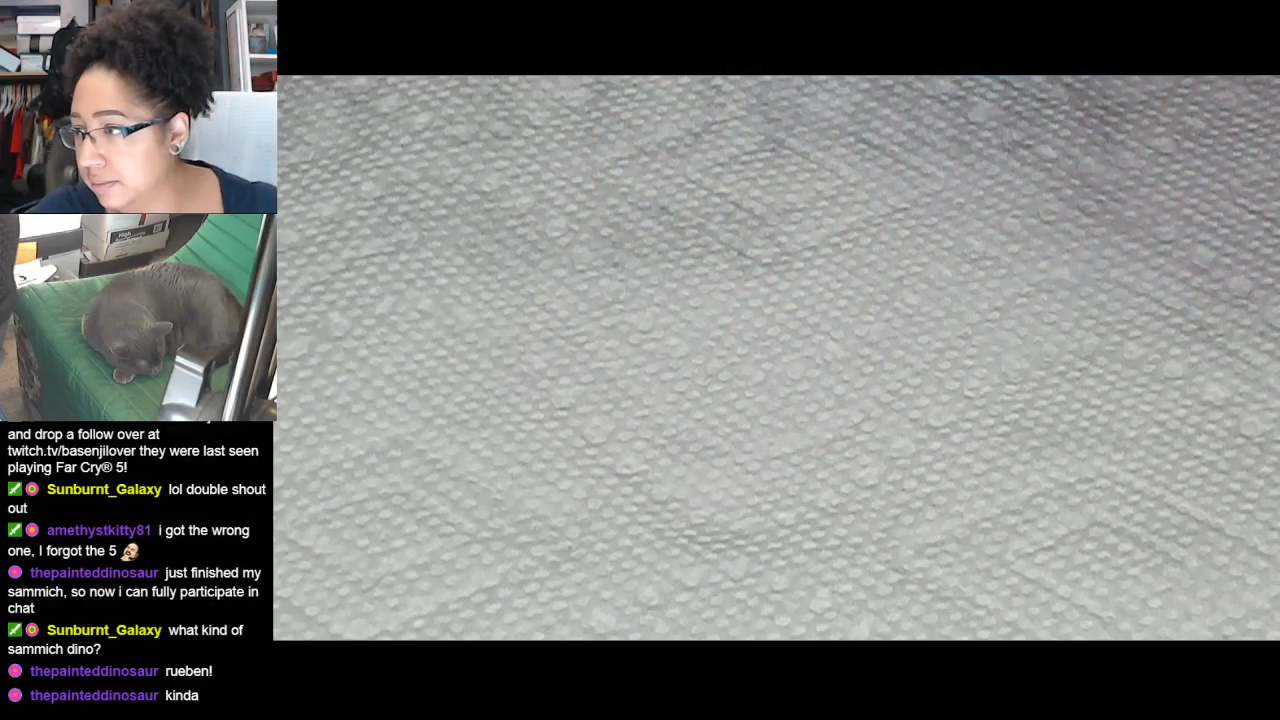 High
and drop a follow over at
twitch.tv/basenjilover they were last seen
playing Far Cry® 5!
Sunburnt_Galaxy lol double shout
out
amethystkitty81 i got the wrong
one, I forgot the 5
thepainteddinosaur just finished my
sammich, so now i can fully participate in
chat
Sunburnt_Galaxy what kind of
sammich dino?
thepainteddinosaur rueben!
thepainteddinosaur kinda